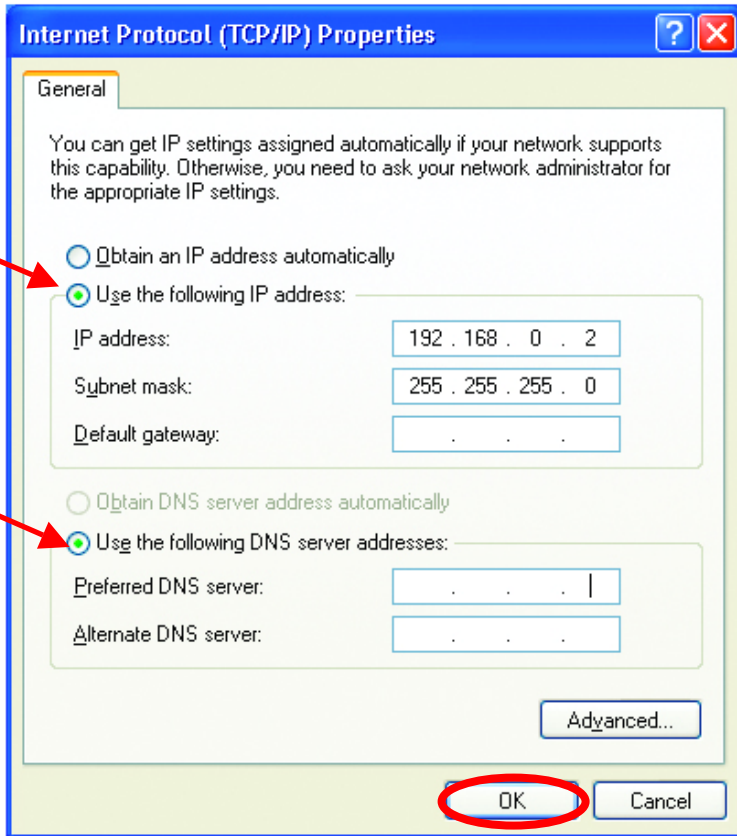 Internet Protocol (TCP/IP) Properties
General
You can get IP settings assigned automatically if your network supports
this capability. Otherwise, you need to ask your network administrator for
the appropriate IP settings.
Obtain an IP address automatically
Use the following IP address:
IP address: 192 . 168 . 0 . 2
Subnet mask: 255 . 255 . 255 . 0
Default gateway: . . .
Obtain DNS server address automatically
Use the following DNS server addresses:
Preferred DNS server: . . .
Alternate DNS server: . . .
Advanced...
OK Cancel